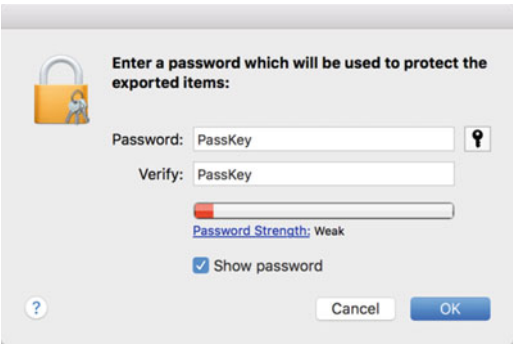 Enter a password which will be used to protect the
exported items:
Password: PassKey
Verify: PassKey
Password Strength: Weak
Show password
? Cancel OK